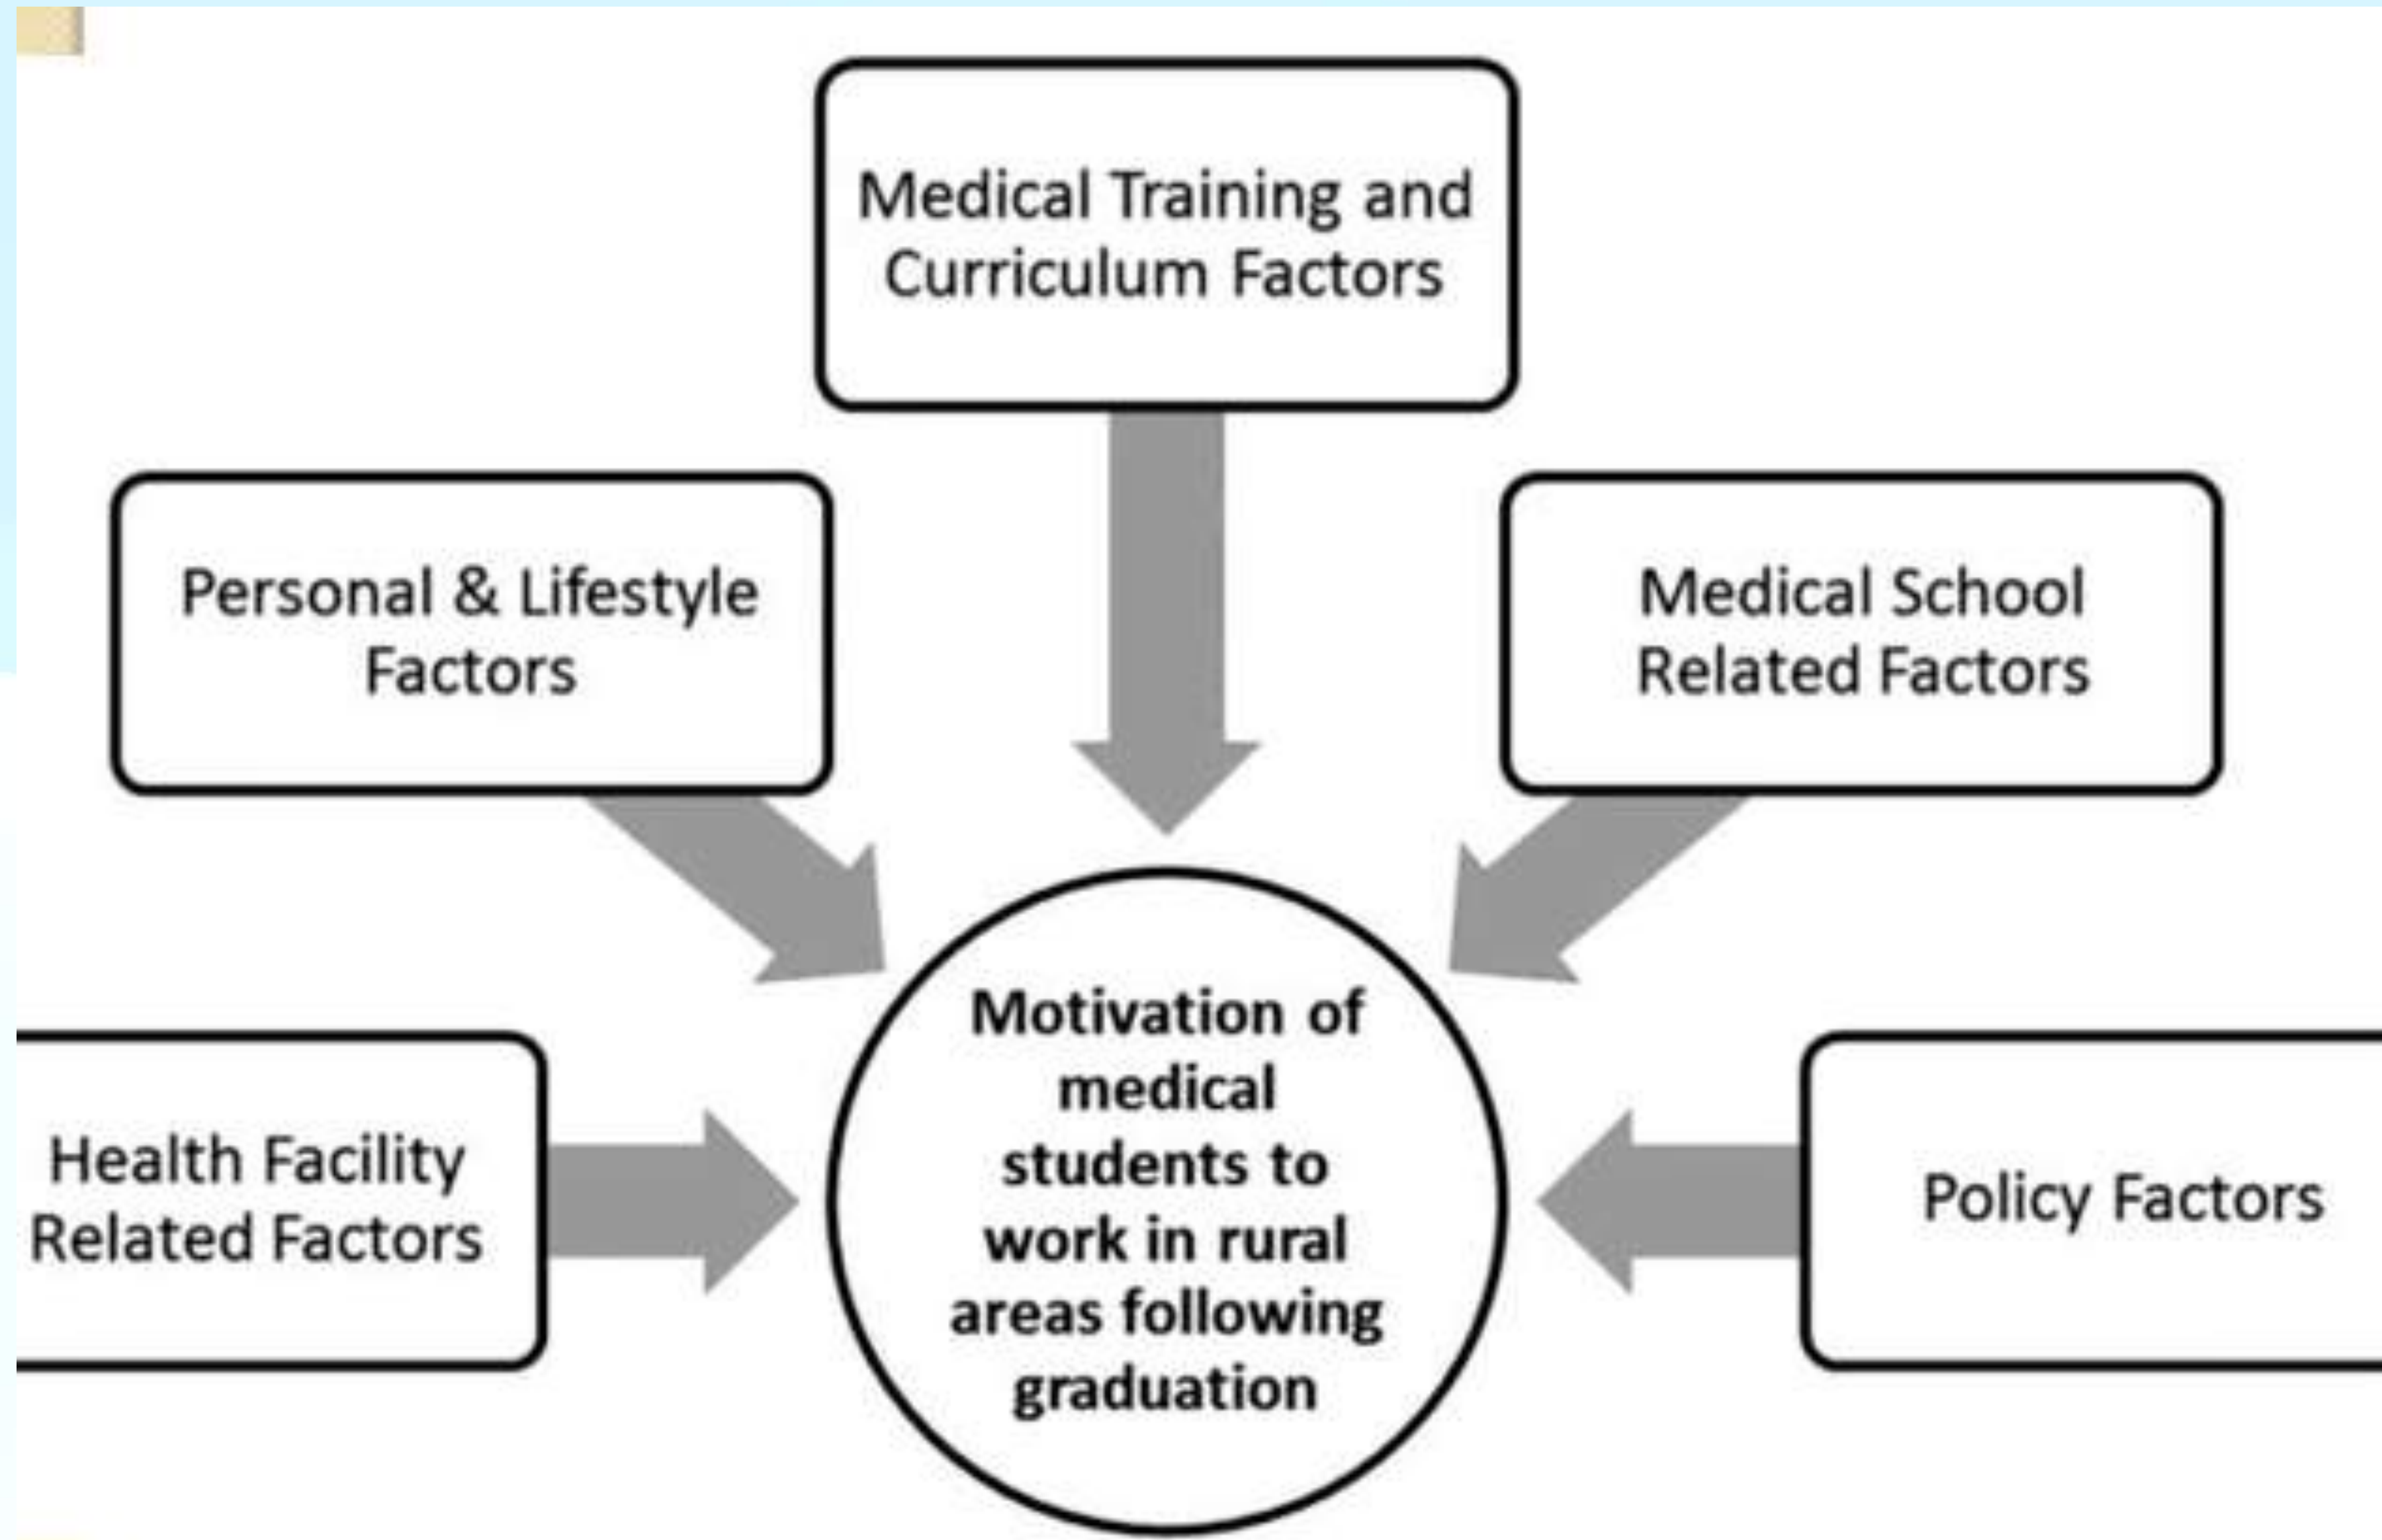 Medical Training and
Curriculum Factors
Personal & Lifestyle
Factors
Medical School
Related Factors
Health Facility
Related Factors
Motivation of
medical
students to
work in rural
areas following
graduation
Policy Factors